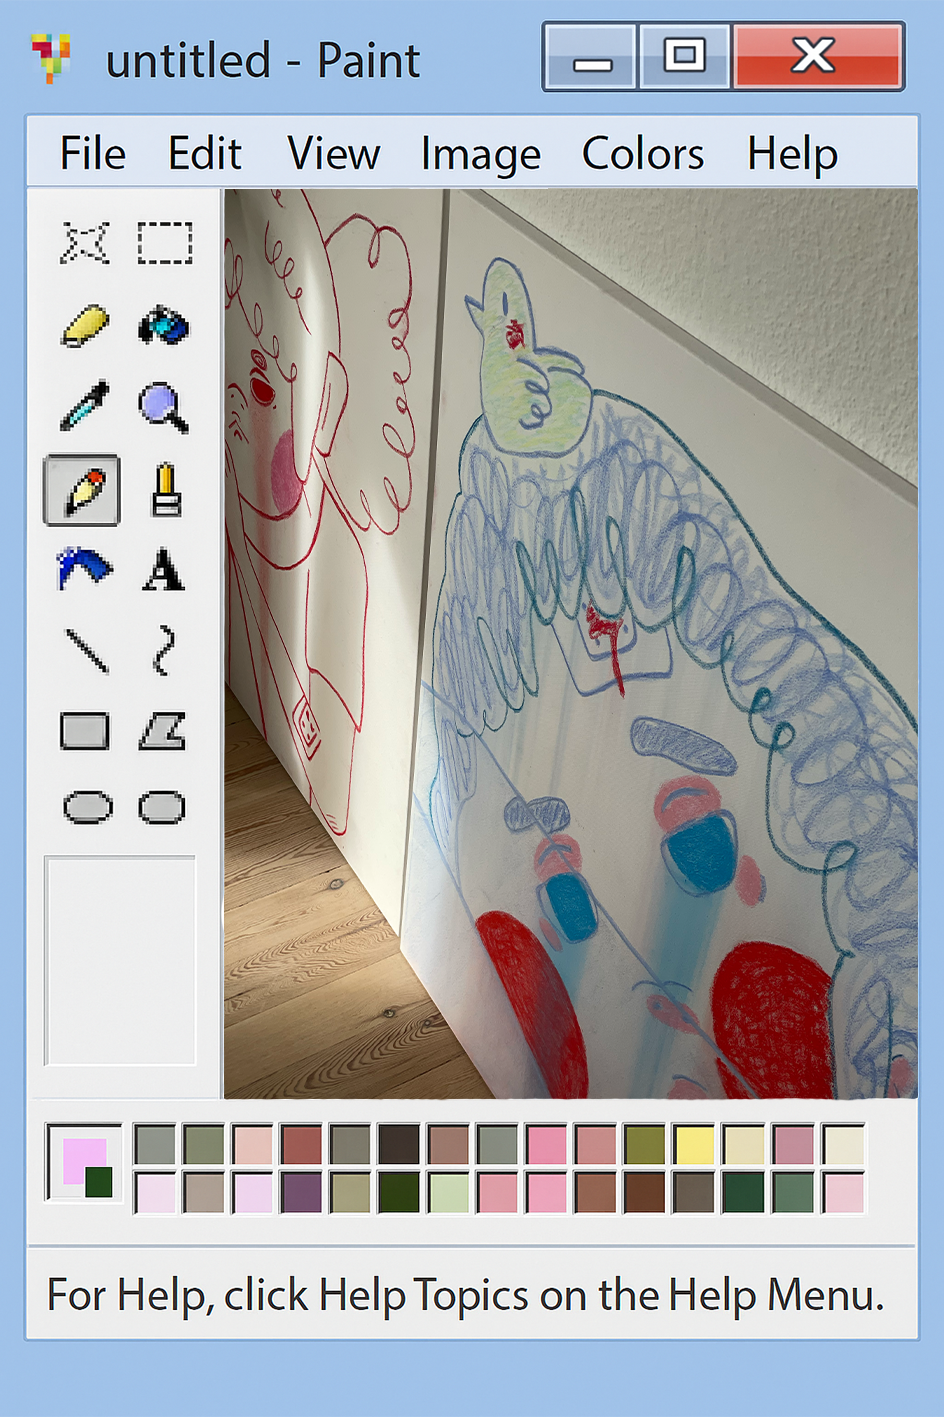 untitled - Paint
File Edit View Image Colors Help
A
For Help, click Help Topics on the Help Menu.